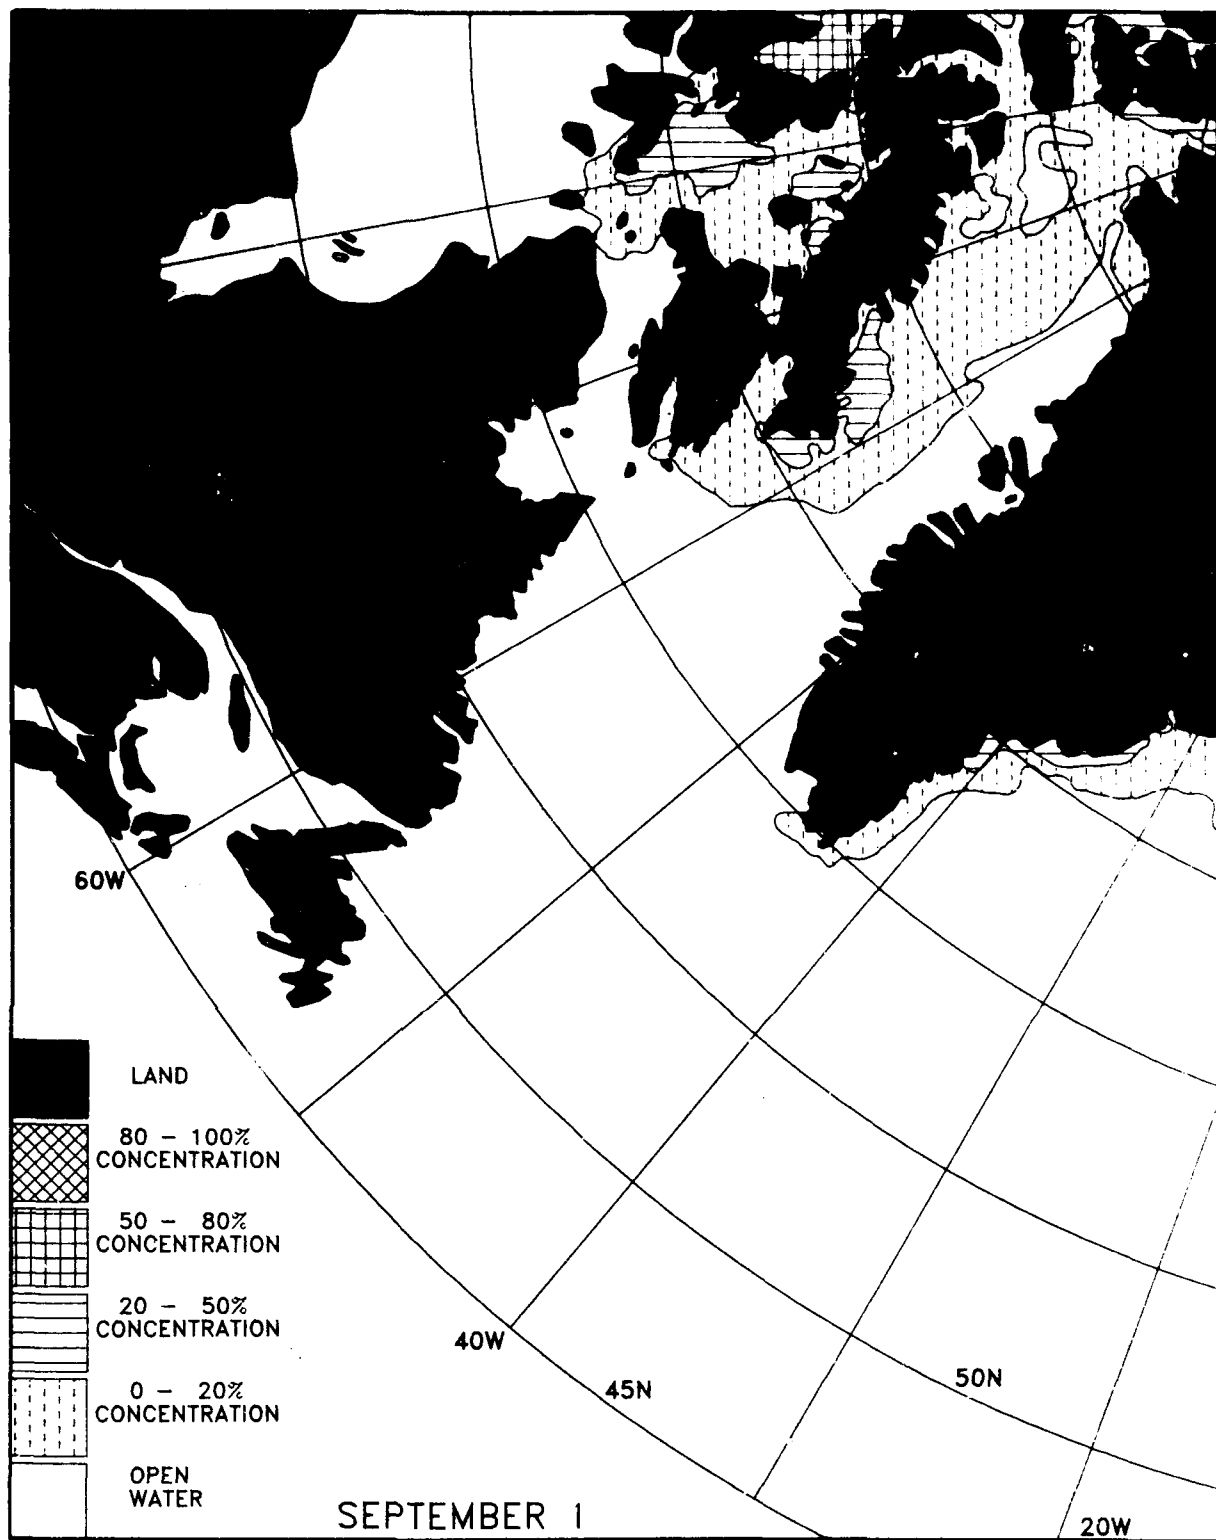 60W
LAND
80 - 100%
CONCENTRATION
50 - 80%
CONCENTRATION
20 - 50%
CONCENTRATION
40W
0 - 20%
CONCENTRATION
45N
50N
OPEN
WATER
SEPTEMBER 1
20W